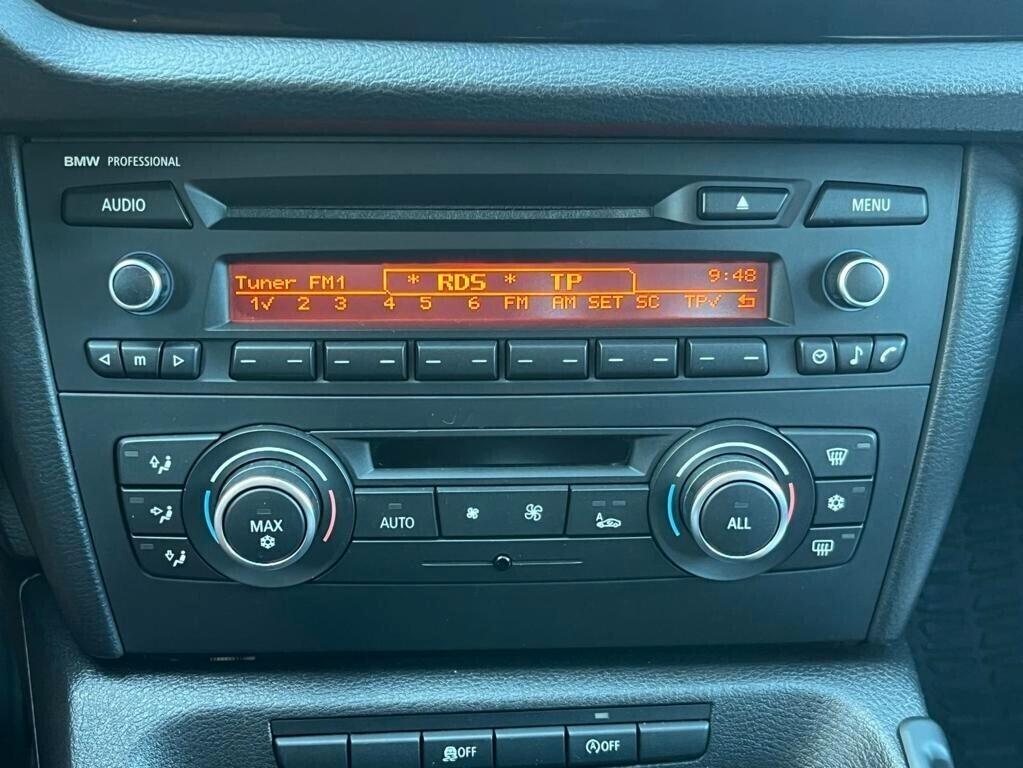 BMW PROFESSIONAL
AUDIO
MENU
Tuner FM1 * RDS * TP 9:48
1√ 2 3 4 5 6 FM AM SET SC TP√
m
MAX
AUTO
A
ALL
OFF
A OFF